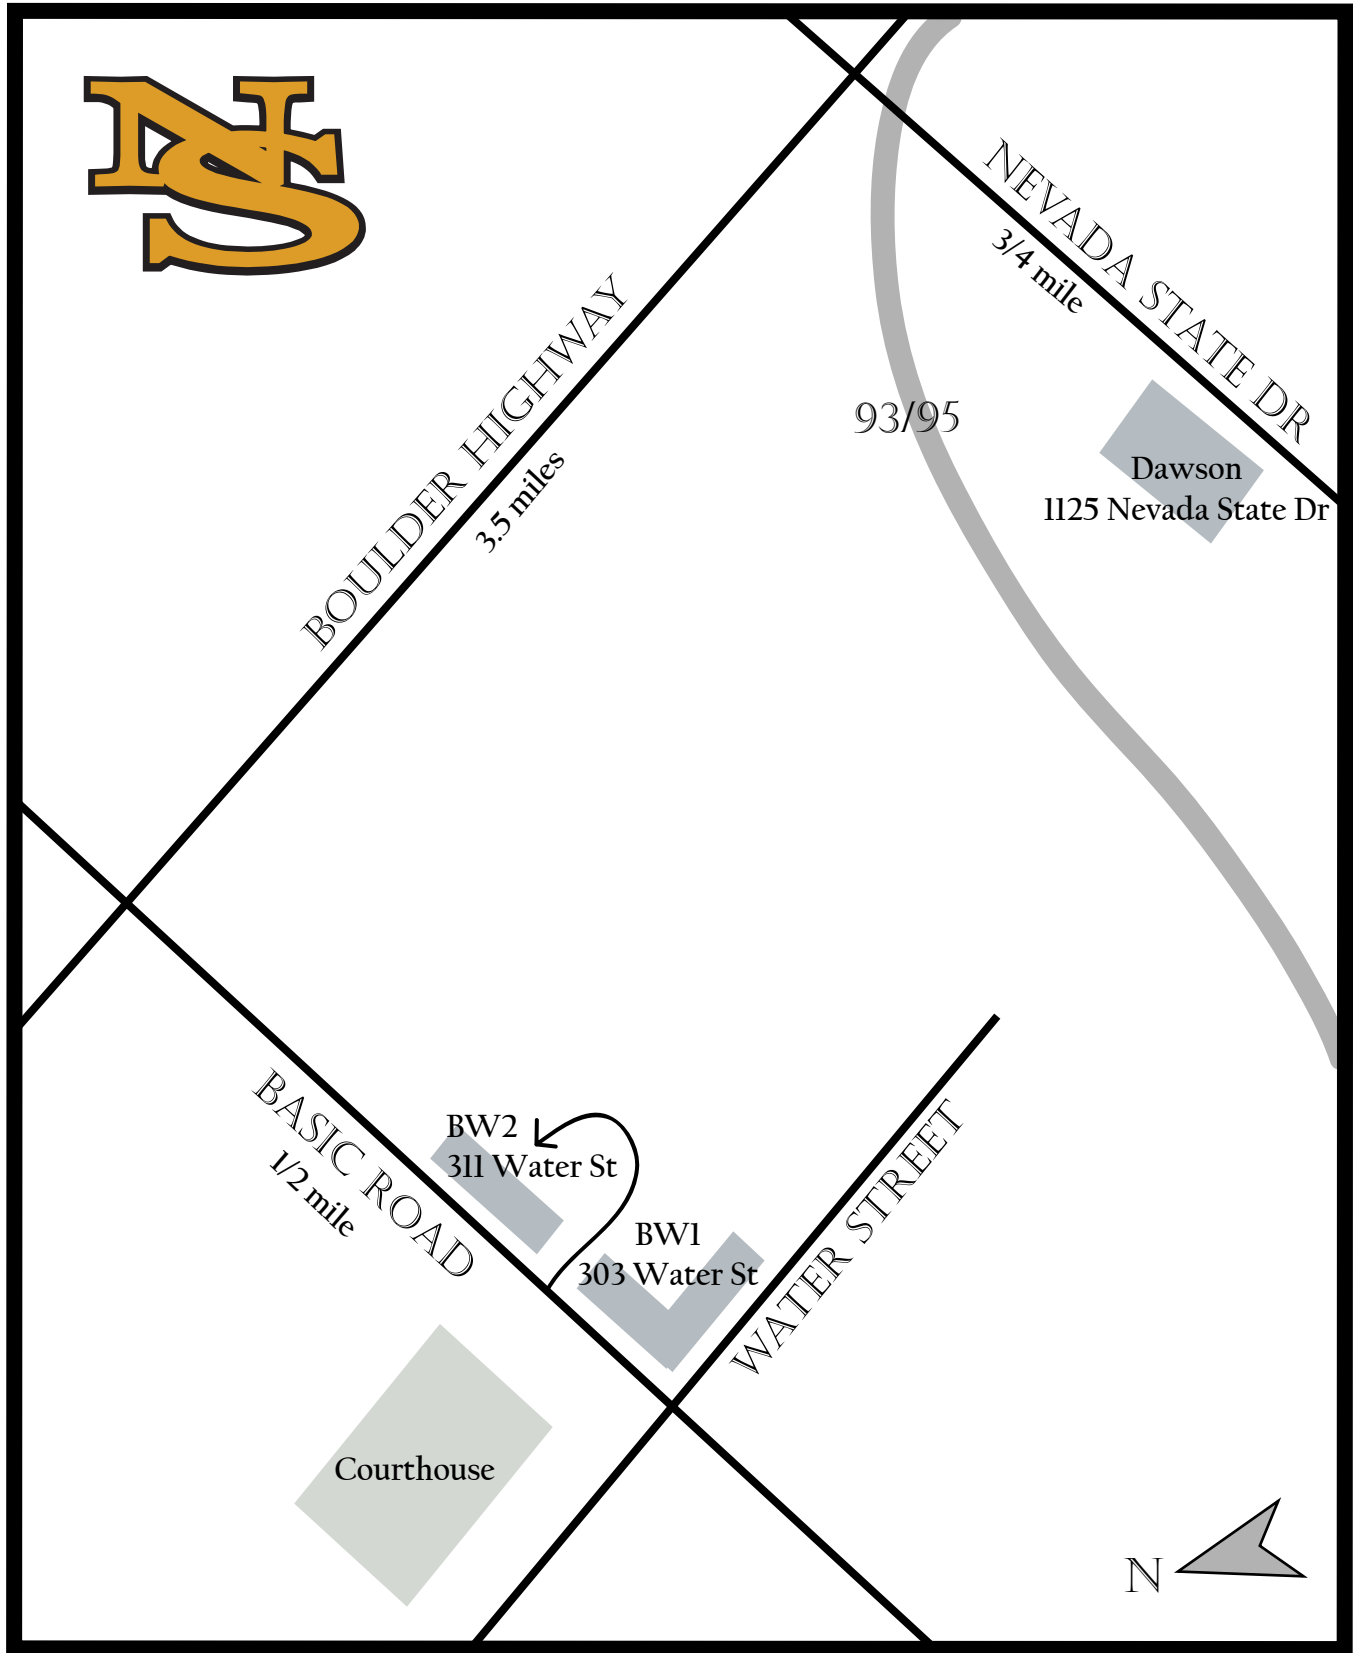 NS
NEVADA STATE DR
3/4 mile
BOULDER HIGHWAY
3.5 miles
93/95
Dawson
1125 Nevada State Dr
BASIC ROAD
1/2 mile
BW2
311 Water St
BW1
303 Water St
WATER STREET
Courthouse
N